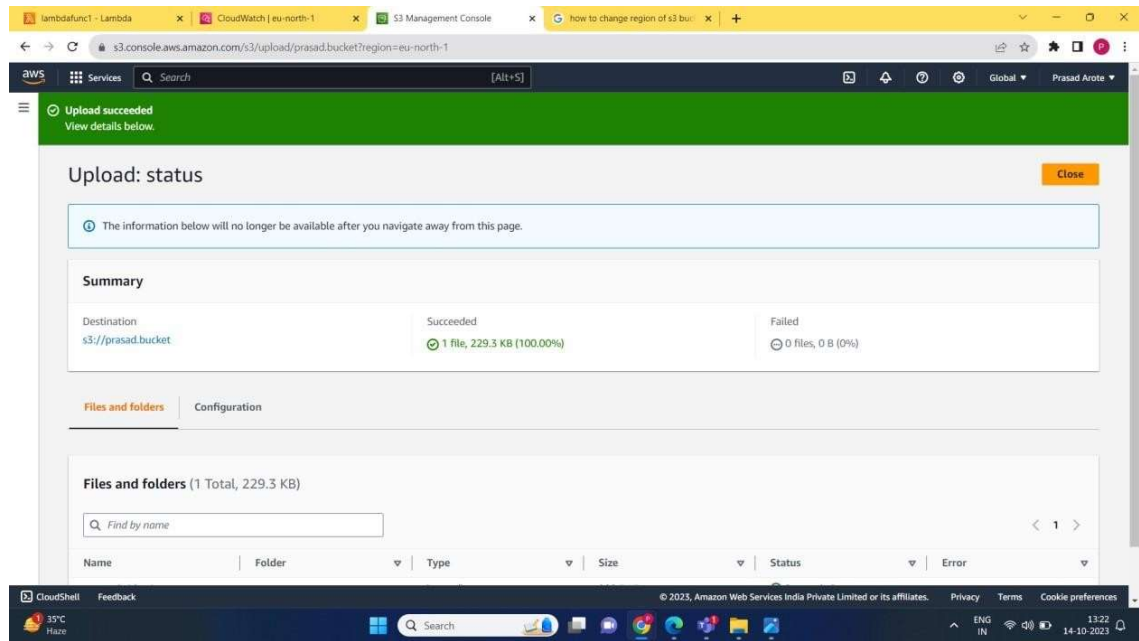 lambdafunc1 - Lambda
CloudWatch | eu-north-1
S3 Management Console
how to change region of s3 buc
s3.console.aws.amazon.com/s3/upload/prasad.bucket?region=eu-north-1
P
aws
Services
Search
[Alt+S]
Global
Prasad Arote
Upload succeeded
View details below.
Upload: status
Close
The information below will no longer be available after you navigate away from this page.
Summary
Destination
Succeeded
Failed
s3://prasad.bucket
1 file, 229.3 KB (100.00%)
0 files, 0 B (0%)
Files and folders
Configuration
Files and folders (1 Total, 229.3 KB)
Find by name
1
Name
Folder
Type
Size
Status
Error
CloudShell
Feedback
© 2023, Amazon Web Services India Private Limited or its affiliates.
Privacy
Terms
Cookie preferences
35°C
Haze
Search
ENG
IN
13:22
14-10-2023